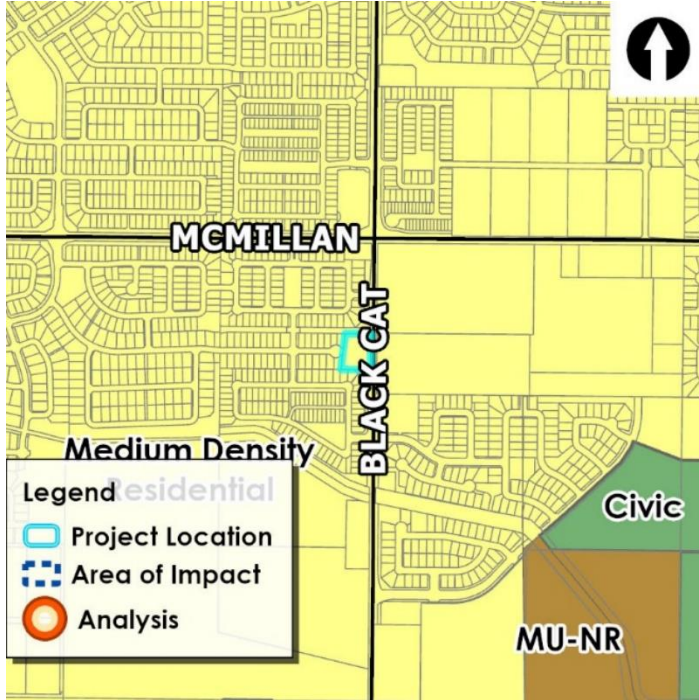 MCMILLAN
BLACK CAT
Medium Density
Residential
Legend
Project Location
Area of Impact
Analysis
Civic
MU-NR